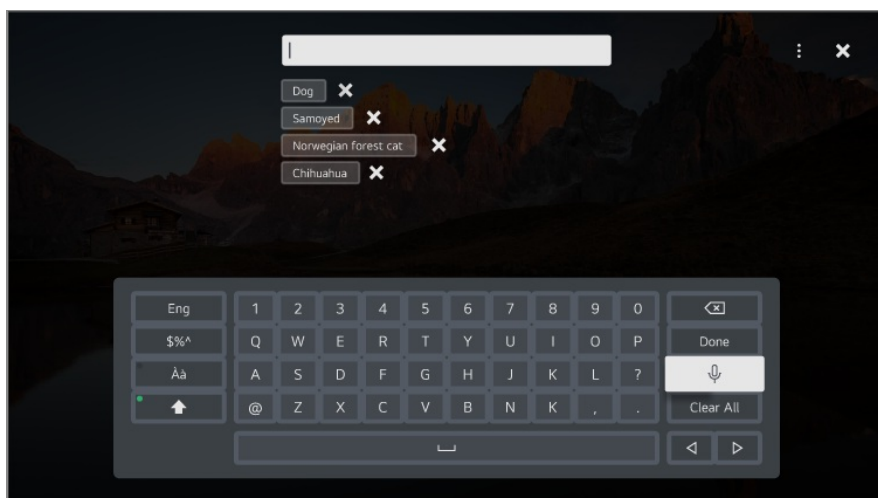 Dog
Samoyed
Norwegian forest cat
Chihuahua
Eng 1 2 3 4 5 6 7 8 9 0
$%^ Q W E R T Y U I O P Done
Àà A S D F G H J K L ?
@ Z X C V B N K , . Clear All